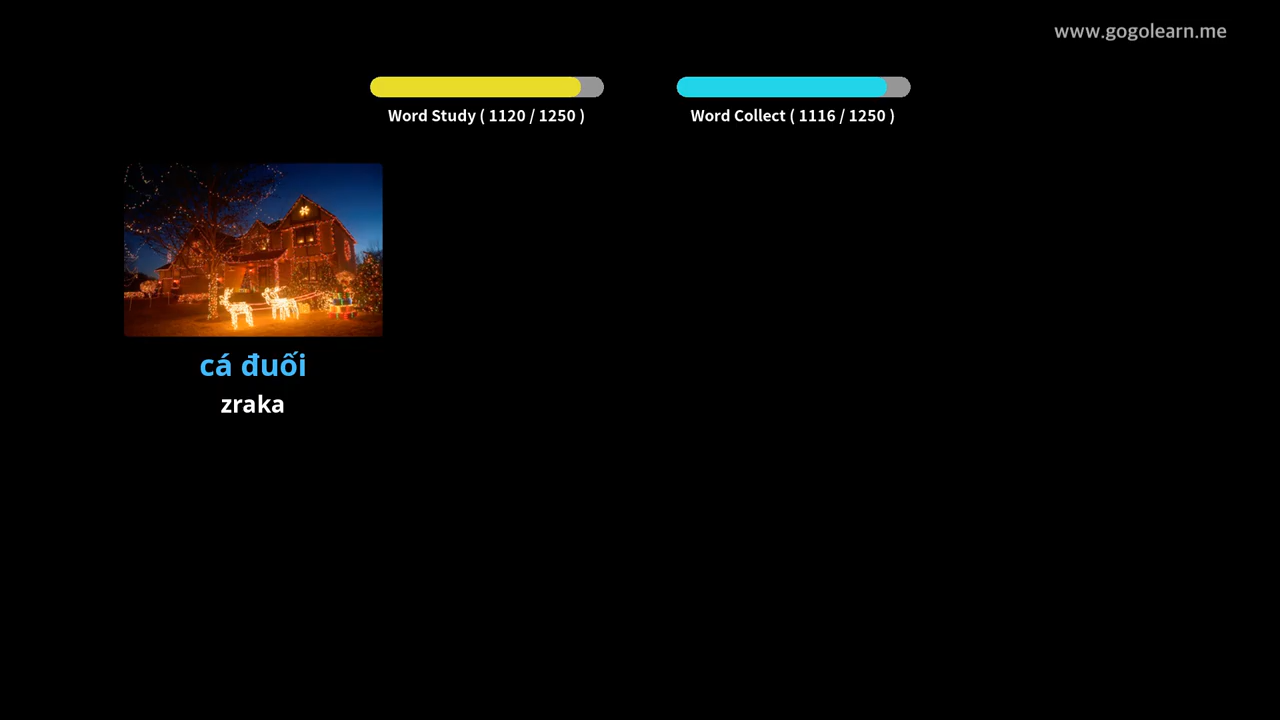 www.gogolearn.me
Word Study ( 1120 / 1250 )
Word Collect ( 1116 / 1250 )
cá đuối
zraka